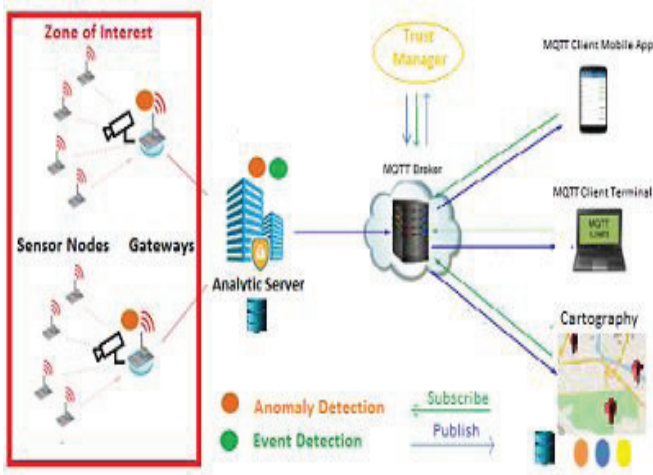 Zone of Interest
Trust
Manager
MQTT Client Mobile App
MQTT Broker
MQTT Client Terminal
MQTT
Sensor Nodes
Gateways
Analytic Server
Cartography
Anomaly Detection
Subscribe
Event Detection
Publish